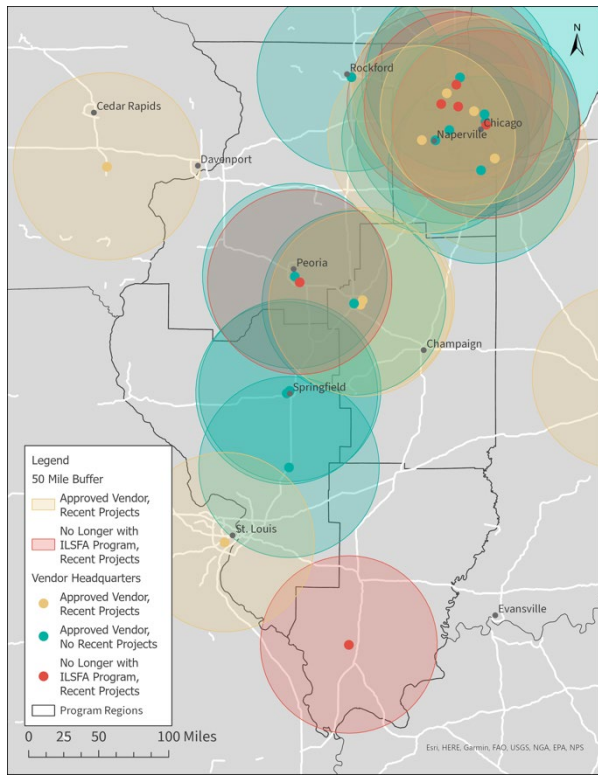 N
Rockford
Cedar Rapids
Chicago
Naperville
Davenport
Peoria
Champaign
Springfield
Legend
50 Mile Buffer
Approved Vendor,
Recent Projects
No Longer with
ILSFA Program,
Recent Projects
Vendor Headquarters
Approved Vendor,
Recent Projects
Approved Vendor,
No Recent Projects
No Longer with
ILSFA Program,
Recent Projects
Program Regions
St. Louis
Evansville
0 25 50 100 Miles
Esri, HERE, Garmin, FAO, USGS, NGA, EPA, NPS